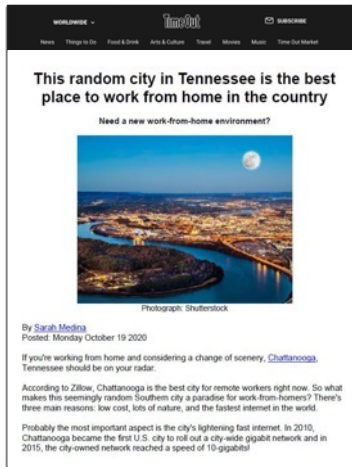 WORLDWIDE
TimeOut
SUBSCRIBE
News Things to Do Food & Drink Arts & Culture Travel Movies Music Time Out Market
This random city in Tennessee is the best
place to work from home in the country
Need a new work-from-home environment?
Photograph: Shutterstock
By Sarah Medina
Posted: Monday October 19 2020
If you're working from home and considering a change of scenery, Chattanooga,
Tennessee should be on your radar.
According to Zillow, Chattanooga is the best city for remote workers right now. So what
makes this seemingly random Southern city a paradise for work-from-homers? There's
three main reasons: low cost, lots of nature, and the fastest internet in the world.
Probably the most important aspect is the city's lightening fast internet. In 2010,
Chattanooga became the first U.S. city to roll out a city-wide gigabit network and in
2015, the city-owned network reached a speed of 10-gigabits!